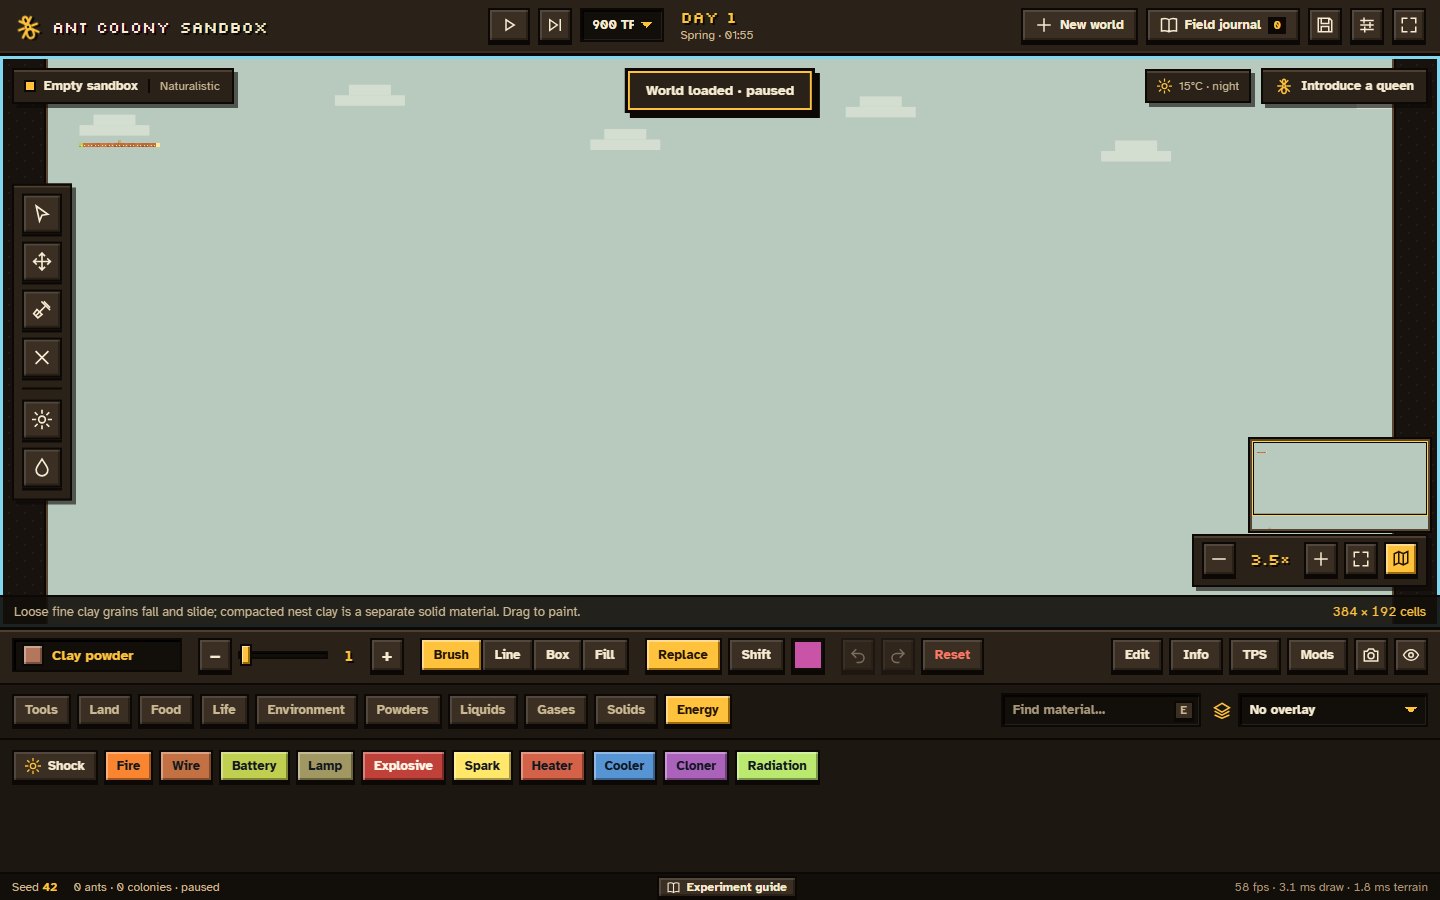 ANT COLONY SANDBOX
900 TF
DAY 1
Spring · 01:55
New world
Field journal 0
Empty sandbox Naturalistic
World loaded · paused
15°C · night
Introduce a queen
3.5×
Loose fine clay grains fall and slide; compacted nest clay is a separate solid material. Drag to paint.
384 × 192 cells
Clay powder
− 1 +
Brush Line Box Fill
Replace Shift
Reset
Edit Info TPS Mods
Tools Land Food Life Environment Powders Liquids Gases Solids Energy
Find material... E
No overlay
Shock Fire Wire Battery Lamp Explosive Spark Heater Cooler Cloner Radiation
Seed 42 0 ants · 0 colonies · paused
Experiment guide
58 fps · 3.1 ms draw · 1.8 ms terrain